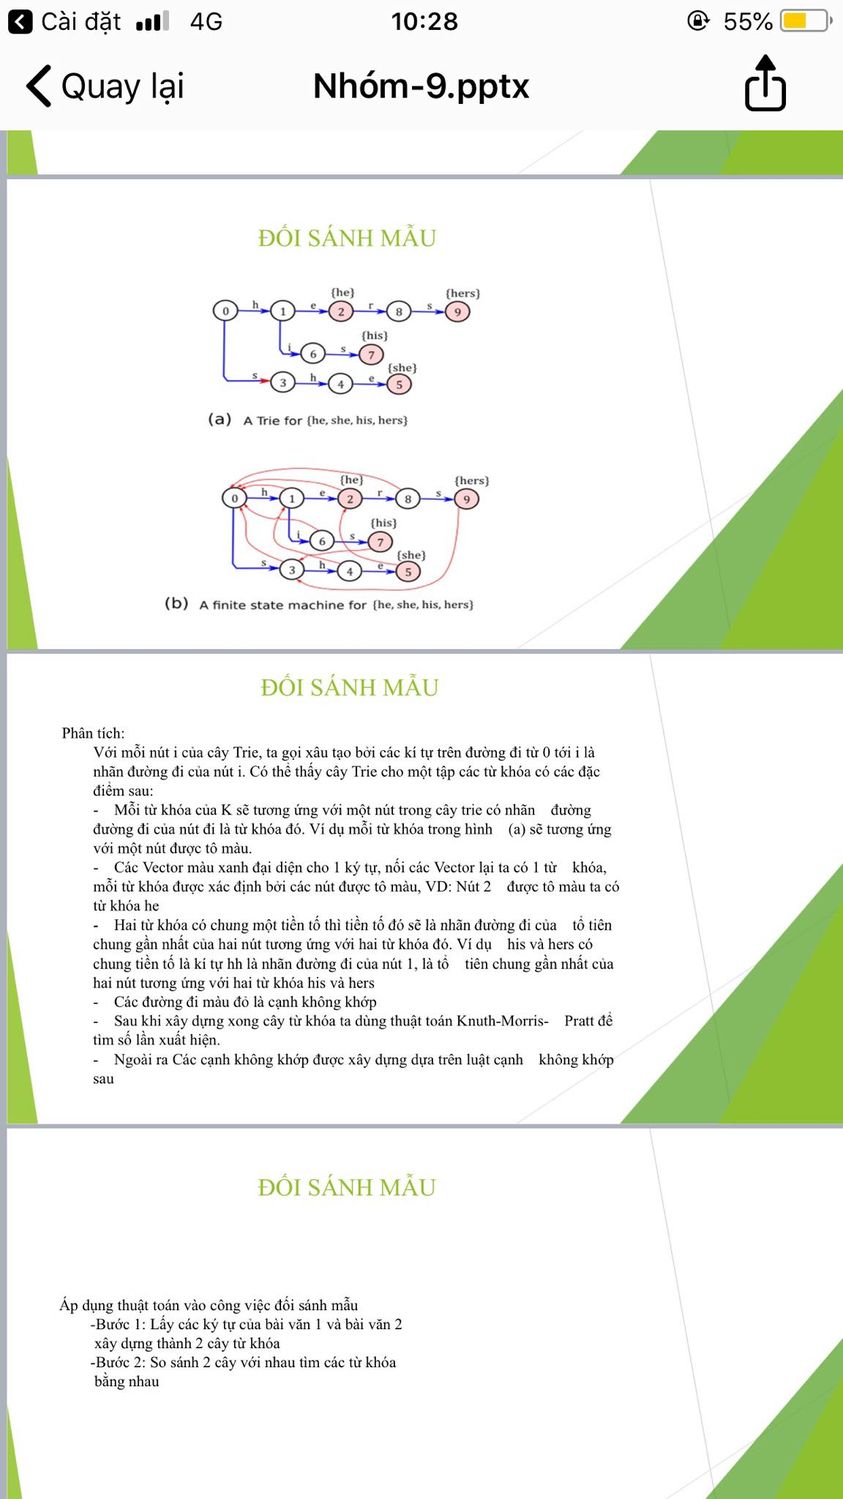 Cài đặt 4G 10:28 55%
Quay lại Nhóm-9.pptx
ĐỐI SÁNH MẪU
{he} {hers}
0 h 1 e 2 r 8 s 9
{his}
i 6 s 7
{she}
s 3 h 4 e 5
(a) A Trie for {he, she, his, hers}
{he} {hers}
0 h 1 e 2 r 8 s 9
{his}
i 6 s 7
{she}
s 3 h 4 e 5
(b) A finite state machine for {he, she, his, hers}
ĐỐI SÁNH MẪU
Phân tích:
Với mỗi nút i của cây Trie, ta gọi xâu tạo bởi các kí tự trên đường đi từ 0 tới i là
nhãn đường đi của nút i. Có thể thấy cây Trie cho một tập các từ khóa có các đặc
điểm sau:
- Mỗi từ khóa của K sẽ tương ứng với một nút trong cây trie có nhãn đường
đường đi của nút đi là từ khóa đó. Ví dụ mỗi từ khóa trong hình (a) sẽ tương ứng
với một nút được tô màu.
- Các Vector màu xanh đại diện cho 1 ký tự, nối các Vector lại ta có 1 từ khóa,
mỗi từ khóa được xác định bởi các nút được tô màu, VD: Nút 2 được tô màu ta có
từ khóa he
- Hai từ khóa có chung một tiền tố thì tiền tố đó sẽ là nhãn đường đi của tổ tiên
chung gần nhất của hai nút tương ứng với hai từ khóa đó. Ví dụ his và hers có
chung tiền tố là kí tự hh là nhãn đường đi của nút 1, là tổ tiên chung gần nhất của
hai nút tương ứng với hai từ khóa his và hers
- Các đường đi màu đỏ là cạnh không khớp
- Sau khi xây dựng xong cây từ khóa ta dùng thuật toán Knuth-Morris- Pratt để
tìm số lần xuất hiện.
- Ngoài ra Các cạnh không khớp được xây dựng dựa trên luật cạnh không khớp
sau
ĐỐI SÁNH MẪU
Áp dụng thuật toán vào công việc đối sánh mẫu
-Bước 1: Lấy các ký tự của bài văn 1 và bài văn 2
xây dựng thành 2 cây từ khóa
-Bước 2: So sánh 2 cây với nhau tìm các từ khóa
bằng nhau